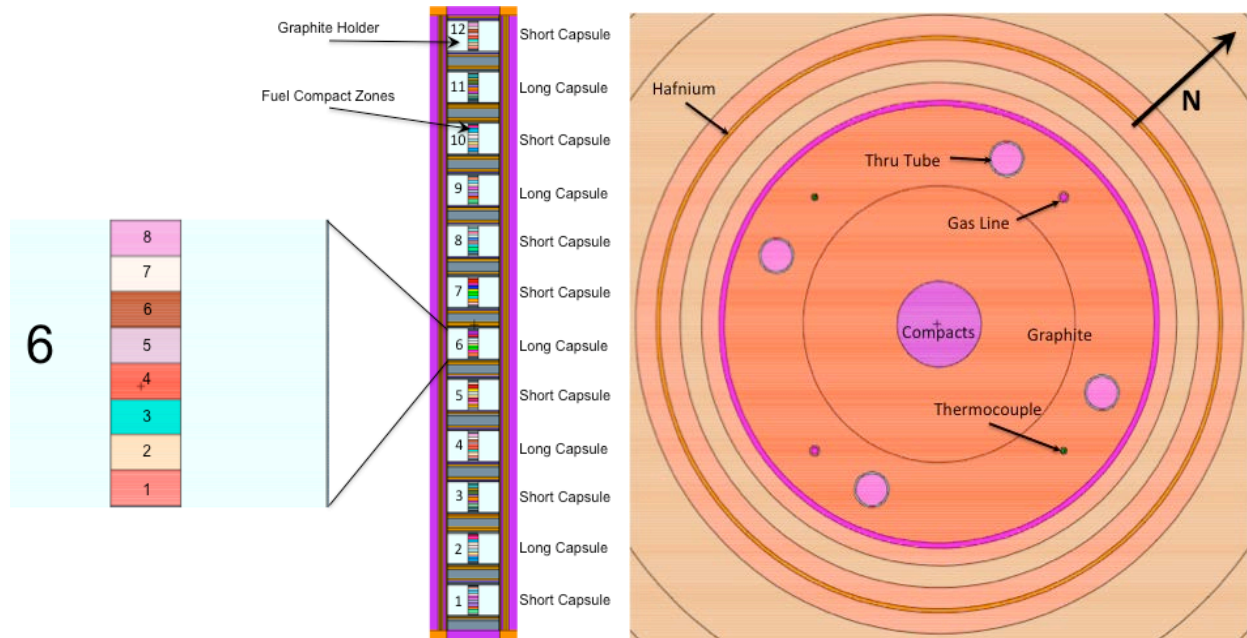 Graphite Holder
Fuel Compact Zones
12 Short Capsule
11 Long Capsule
10 Short Capsule
9 Long Capsule
8 Short Capsule
7 Short Capsule
6 Long Capsule
5 Short Capsule
4 Long Capsule
3 Short Capsule
2 Long Capsule
1 Short Capsule
6
8
7
6
5
4
3
2
1
Hafnium
N
Thru Tube
Gas Line
Compacts
Graphite
Thermocouple